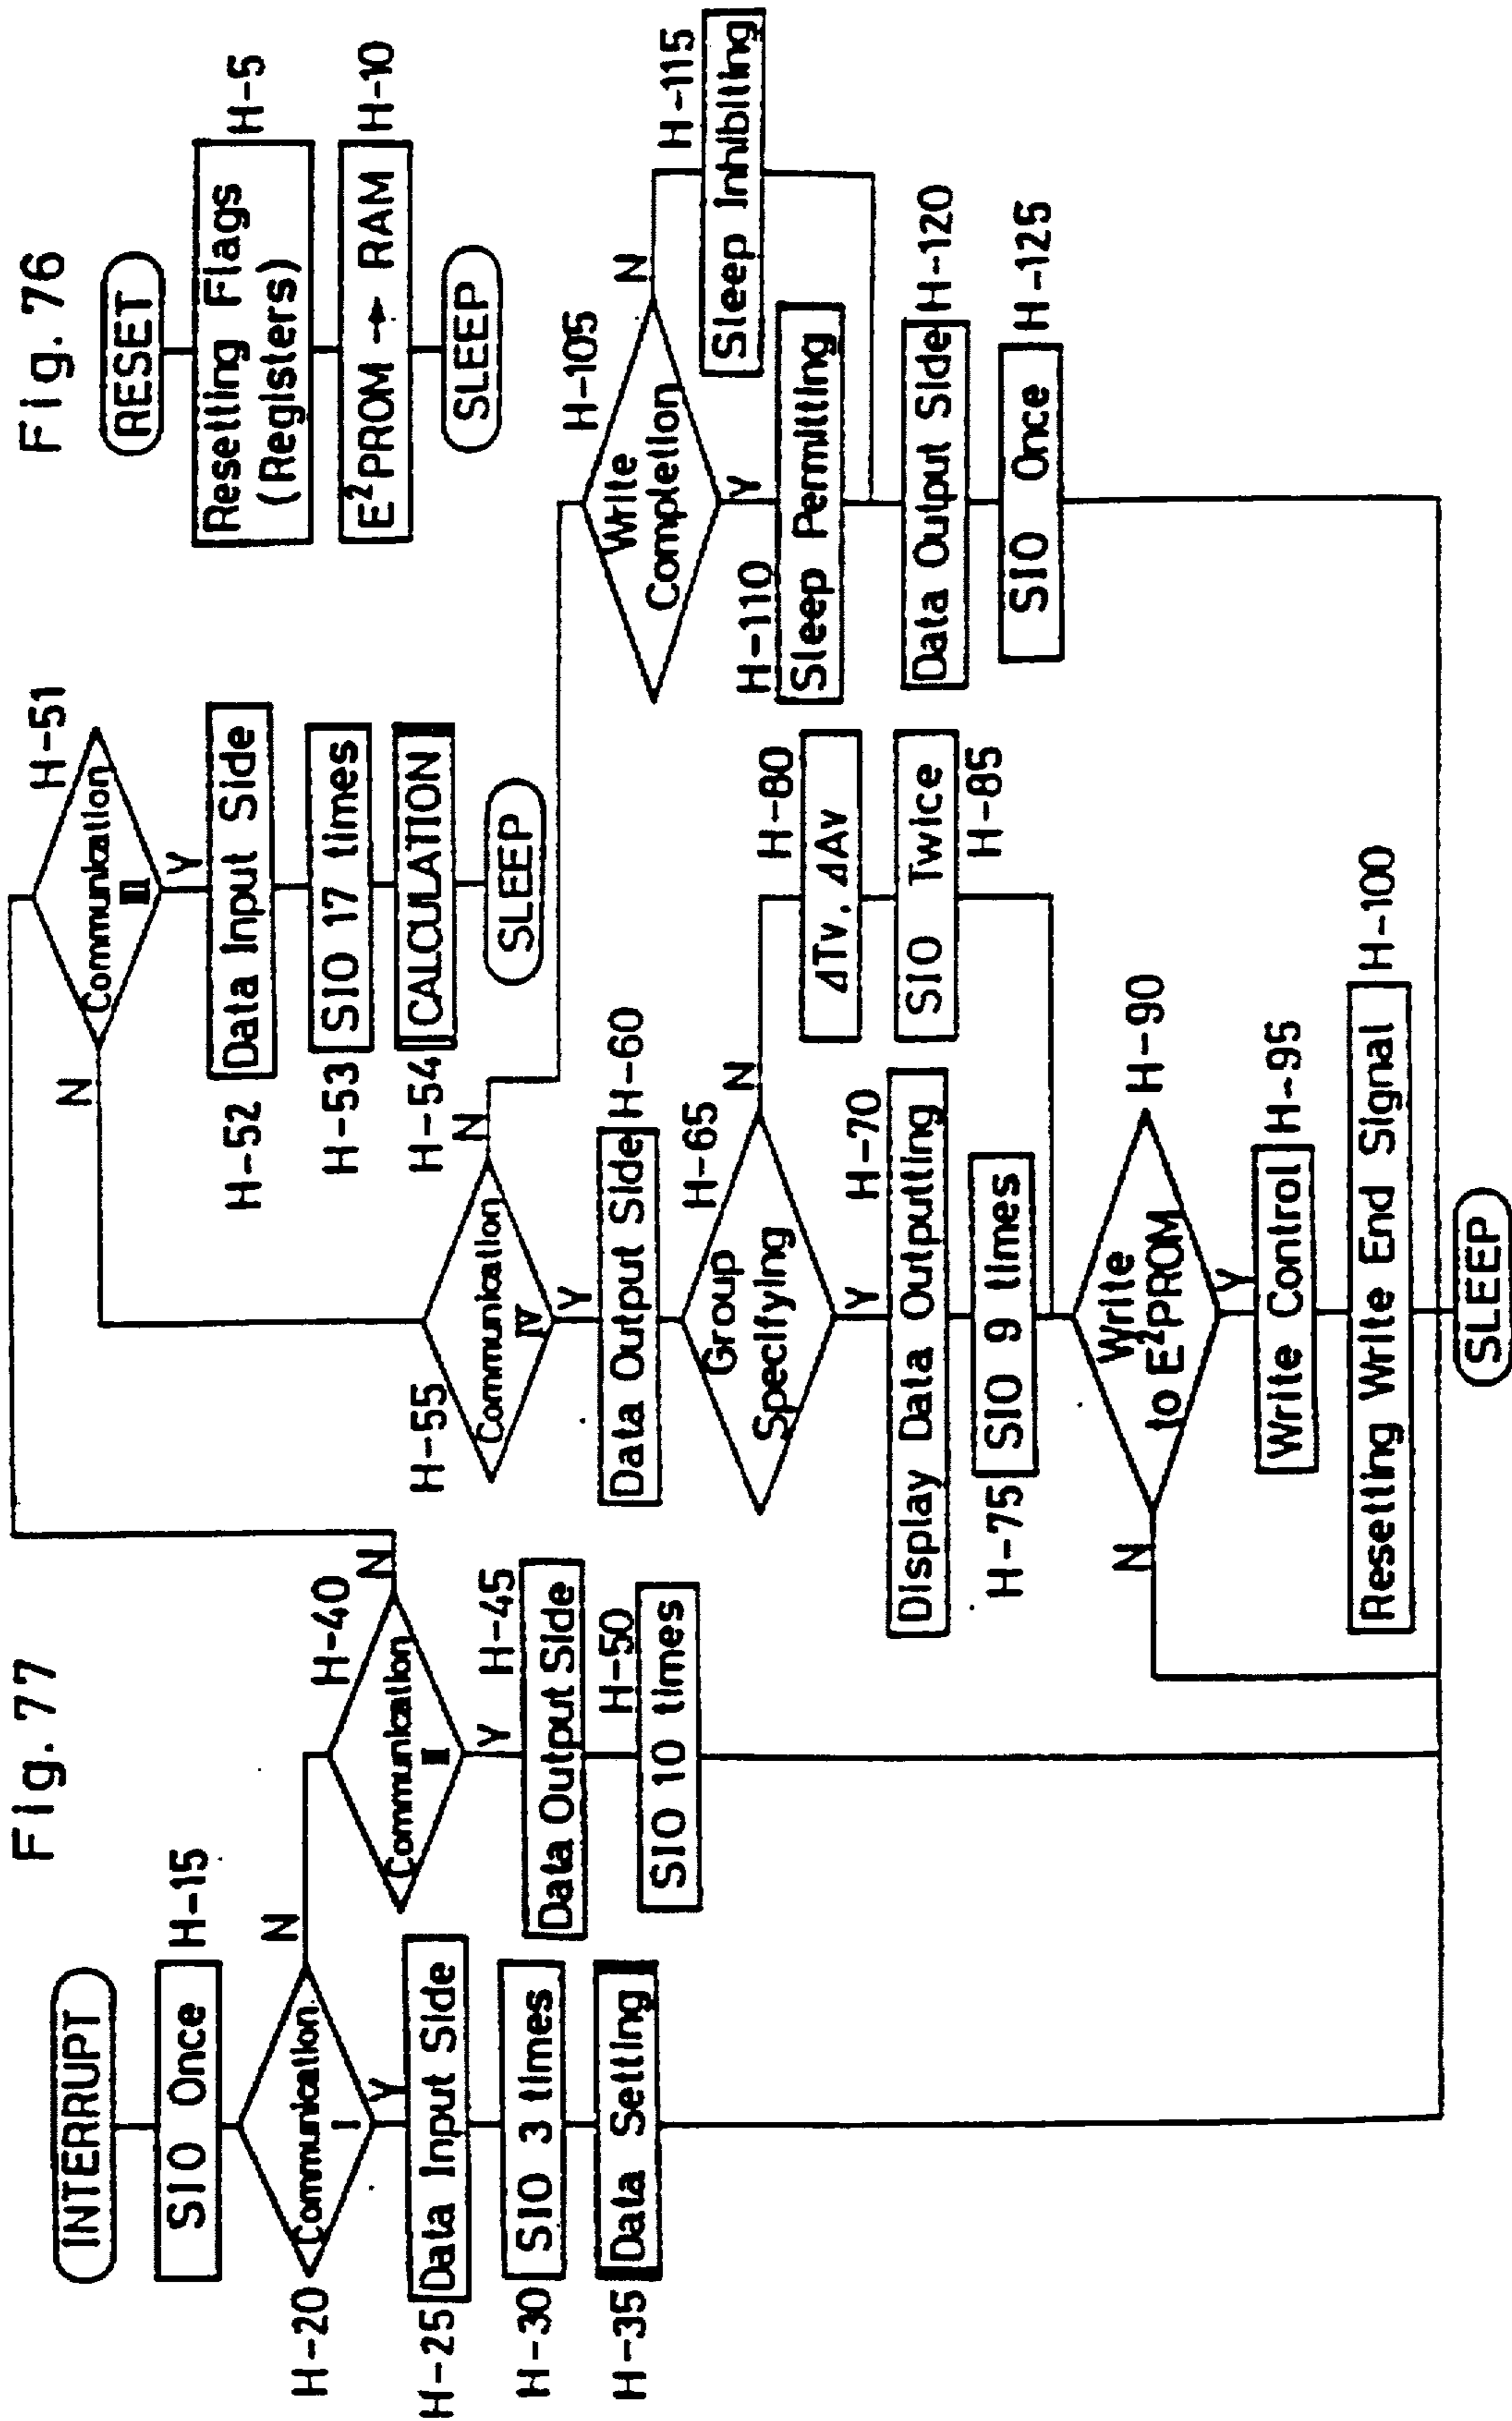 Fig. 77
INTERRUPT
SIO Once
H-15
H-20
Communication
I
N
Y
H-25
Data Input Side
H-30
SIO 3 times
H-35
Data Setting
H-40
Communication
II
N
Y
H-45
Data Output Side
H-50
SIO 10 times
H-51
Communication
III
N
Y
H-52
Data Input Side
H-53
SIO 17 times
H-54
CALCULATION
SLEEP
H-55
Communication
IV
N
Y
Data Output Side
H-60
H-65
Group
Specifying
N
Y
H-70
Display Data Outputting
H-75
SIO 9 times
H-80
ΔTv. ΔAv
SIO Twice
H-85
Write
to E²PROM
H-90
N
Y
Write Control
H-95
Resetting Write End Signal
H-100
SLEEP
H-105
Write
Completion
N
Y
H-110
Sleep Permitting
H-115
Sleep Inhibiting
Data Output Side
H-120
SIO Once
H-125
Fig. 76
RESET
Resetting Flags
(Registers)
H-5
E²PROM → RAM
H-10
SLEEP